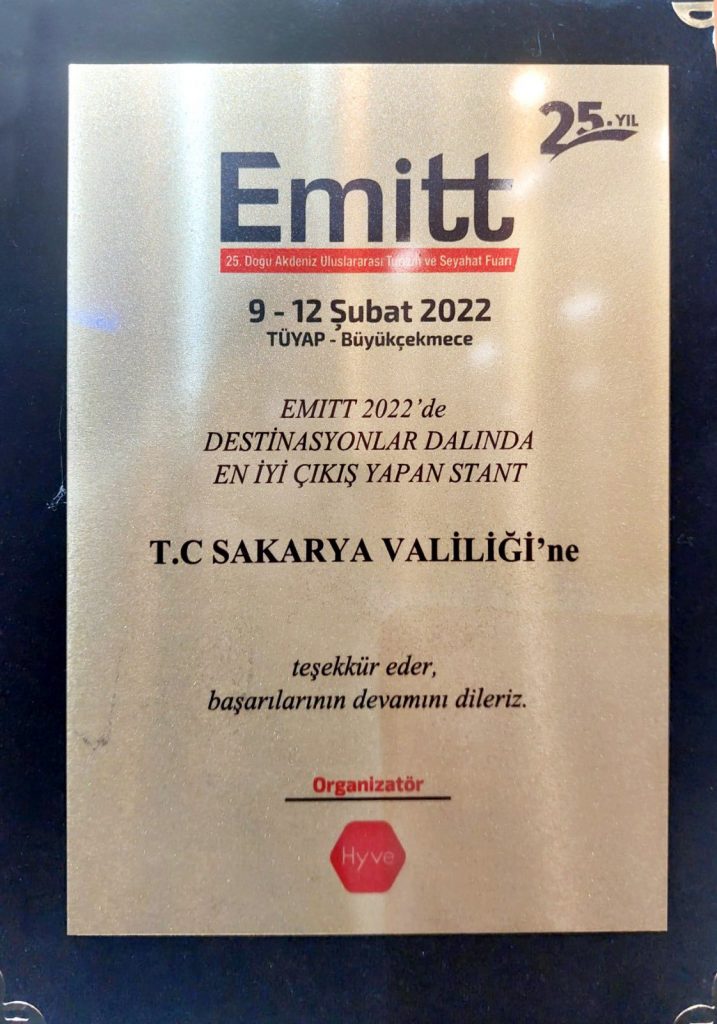 25. YIL
Emitt
25. Doğu Akdeniz Uluslararası Turizm ve Seyahat Fuarı
9 - 12 Şubat 2022
TÜYAP - Büyükçekmece
EMITT 2022’de
DESTİNASYONLAR DALINDA
EN İYİ ÇIKIŞ YAPAN STANT
T.C SAKARYA VALİLİĞİ’ne
teşekkür eder,
başarılarının devamını dileriz.
Organizatör
Hyve